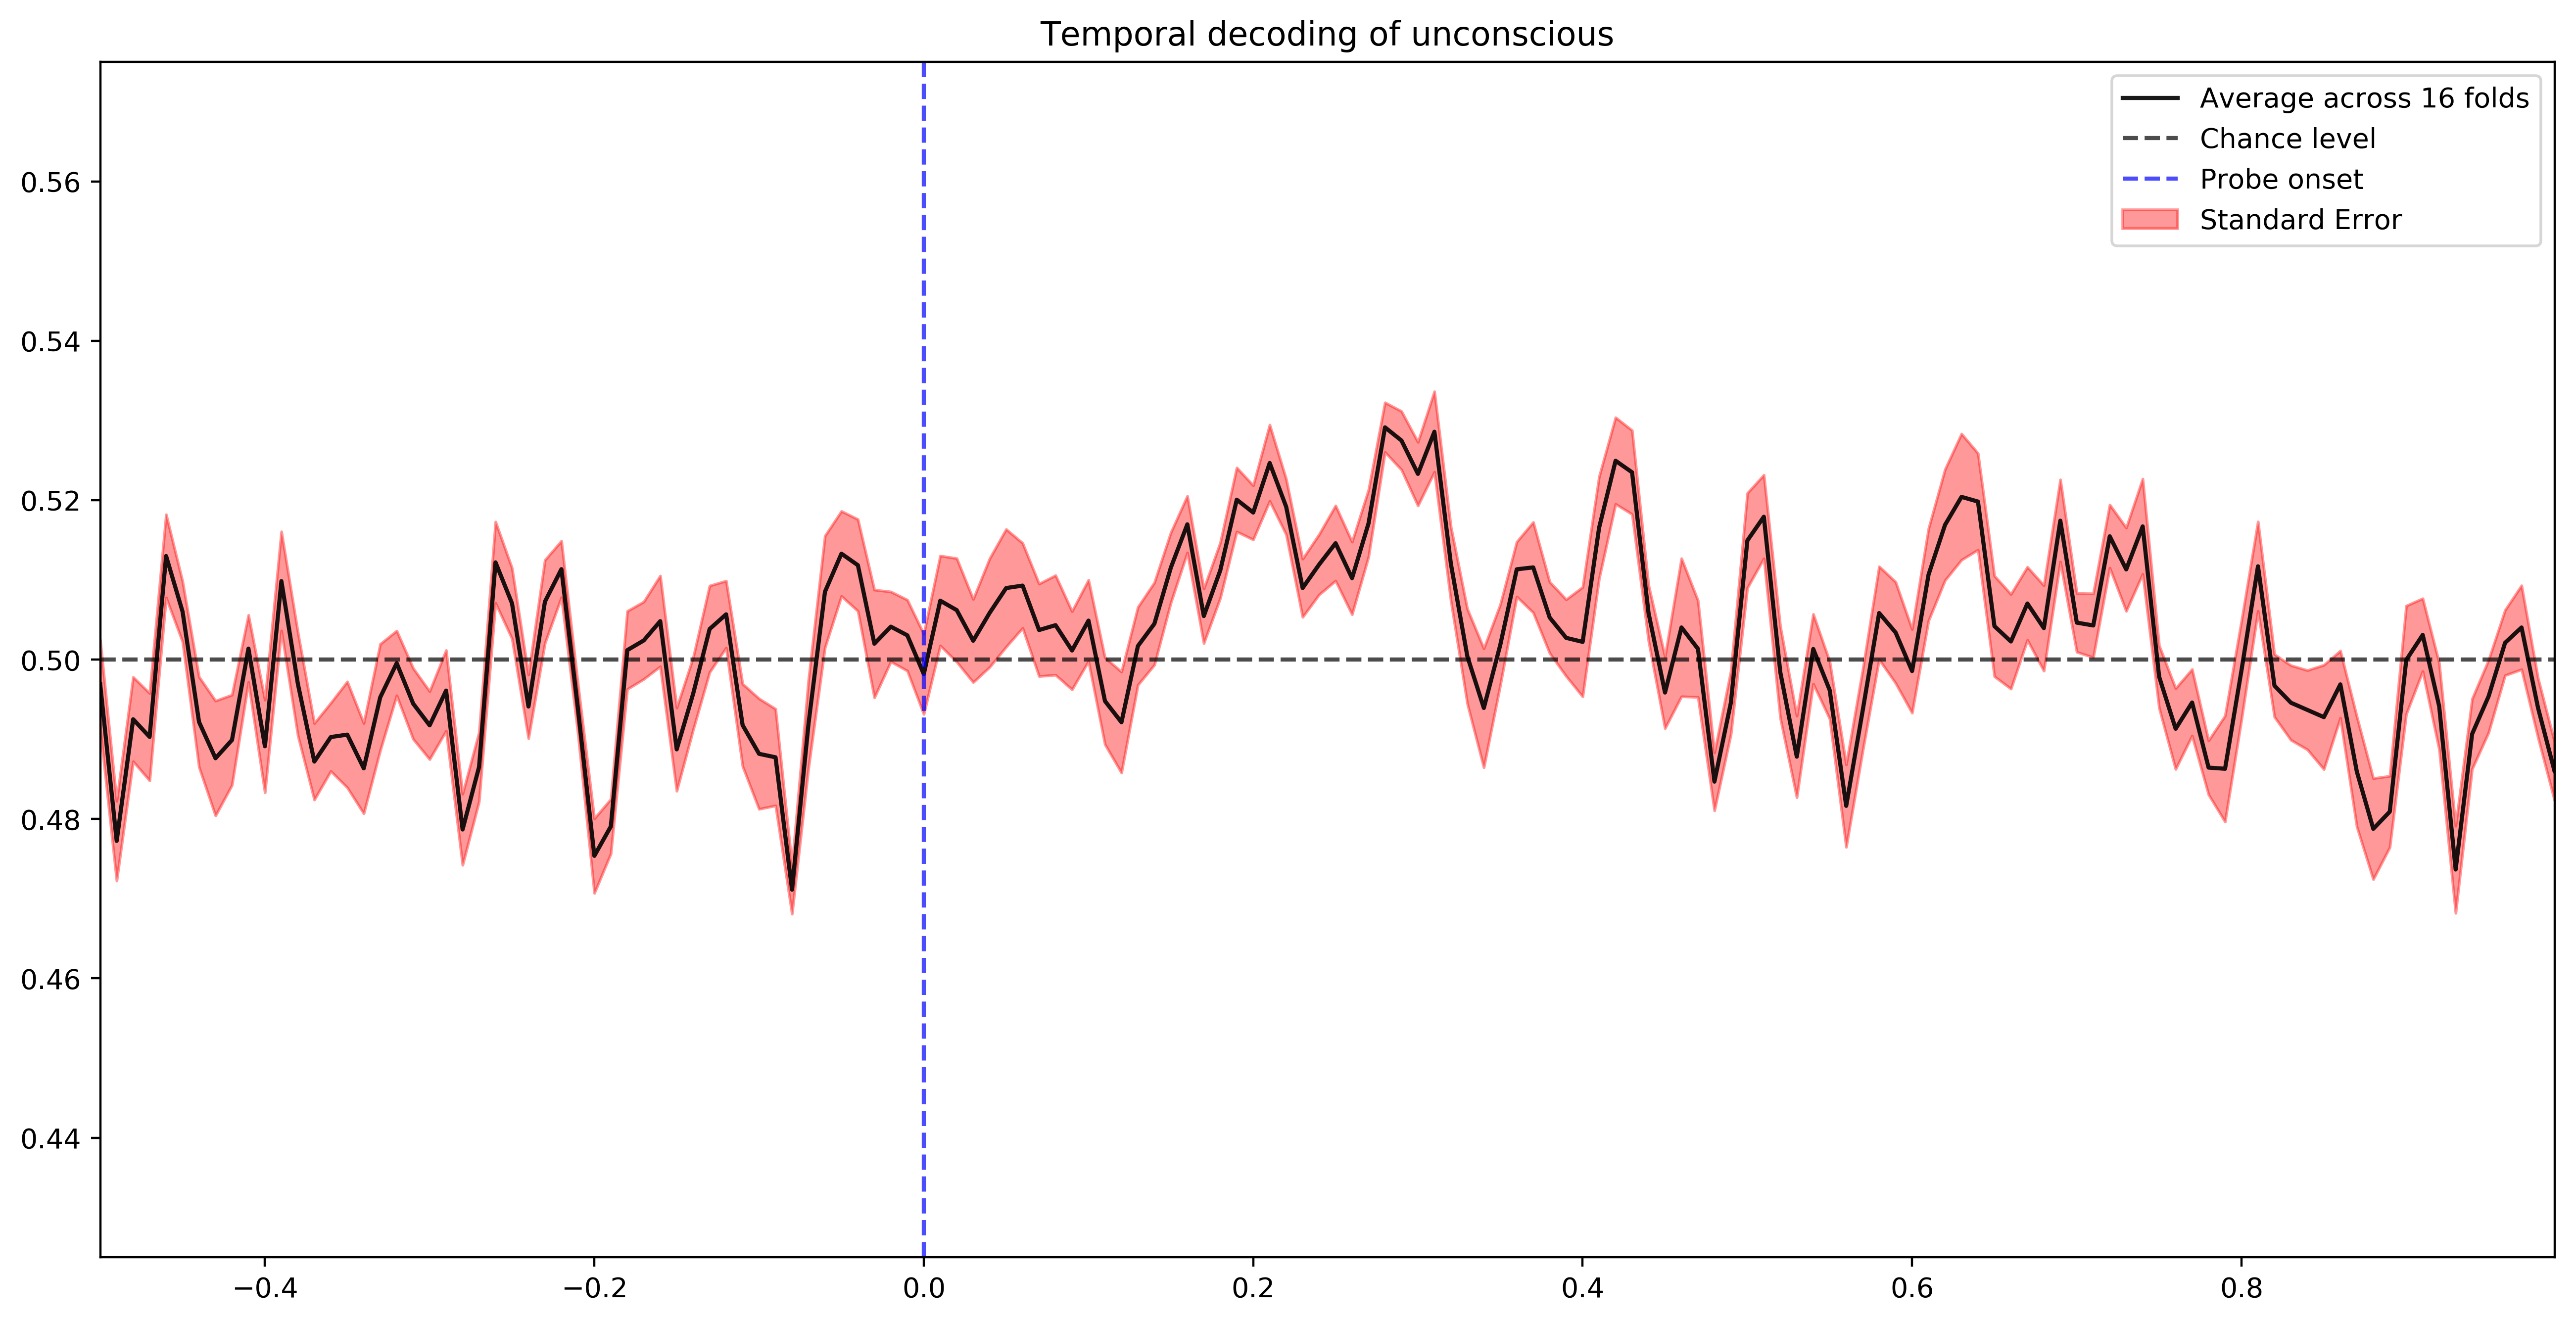 Temporal decoding of unconscious
Average across 16 folds
Chance level
Probe onset
Standard Error
0.56
0.54
0.52
0.50
0.48
0.46
0.44
−0.4
−0.2
0.0
0.2
0.4
0.6
0.8